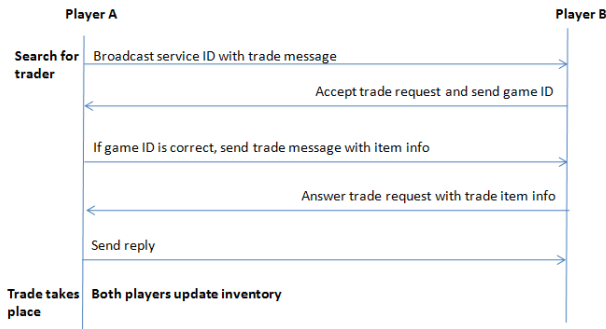 Player A
Player B
Search for
trader
Broadcast service ID with trade message
Accept trade request and send game ID
If game ID is correct, send trade message with item info
Answer trade request with trade item info
Send reply
Trade takes
place
Both players update inventory